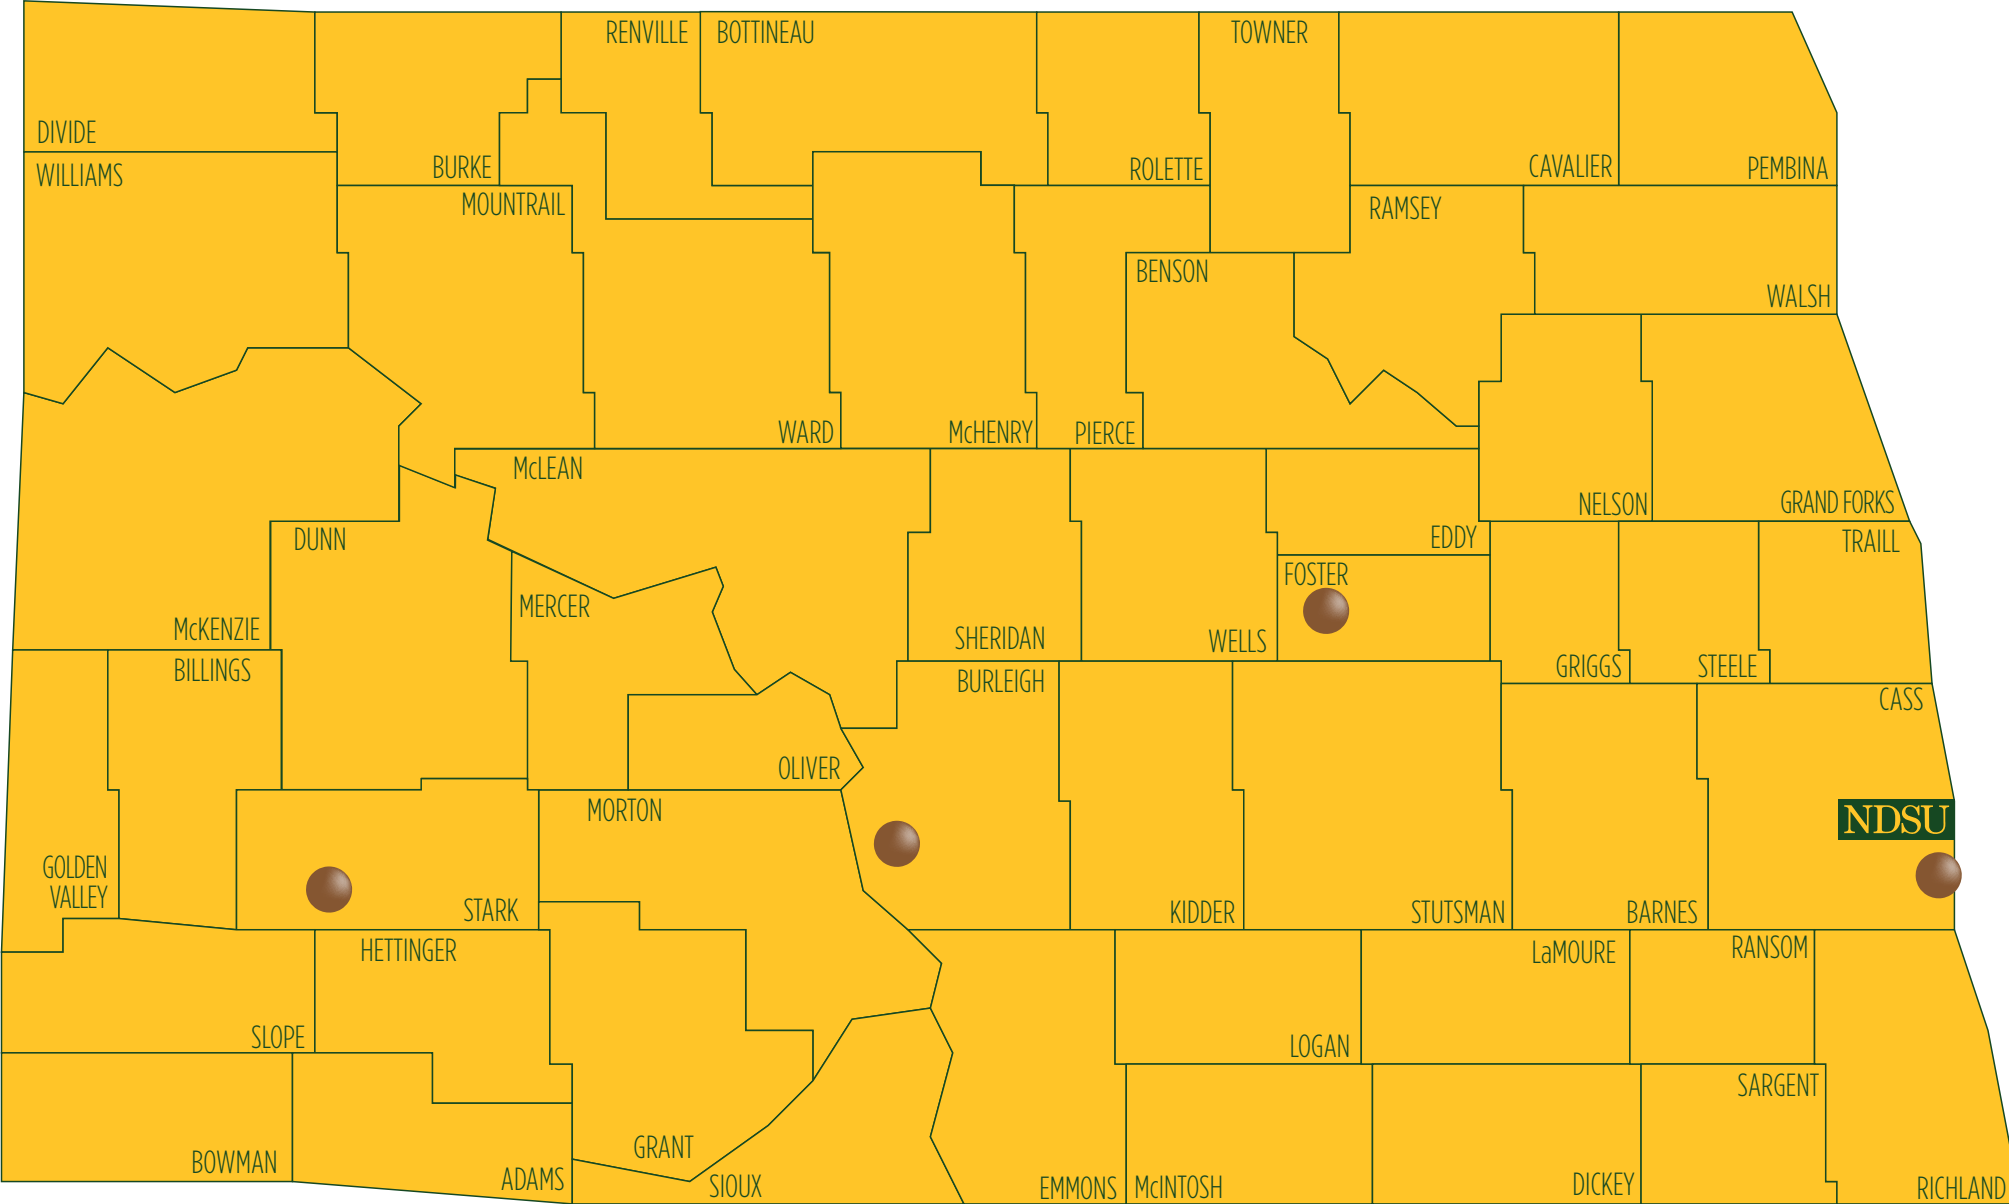 RENVILLE
BOTTINEAU
TOWNER
DIVIDE
BURKE
ROLETTE
CAVALIER
PEMBINA
WILLIAMS
MOUNTRAIL
RAMSEY
BENSON
WALSH
WARD
McHENRY
PIERCE
McLEAN
NELSON
GRAND FORKS
DUNN
EDDY
TRAILL
FOSTER
MERCER
McKENZIE
SHERIDAN
WELLS
GRIGGS
STEELE
BILLINGS
BURLEIGH
CASS
OLIVER
MORTON
NDSU
GOLDEN
VALLEY
STARK
KIDDER
STUTSMAN
BARNES
HETTINGER
LaMOURE
RANSOM
SLOPE
LOGAN
SARGENT
GRANT
BOWMAN
ADAMS
SIOUX
EMMONS
McINTOSH
DICKEY
RICHLAND